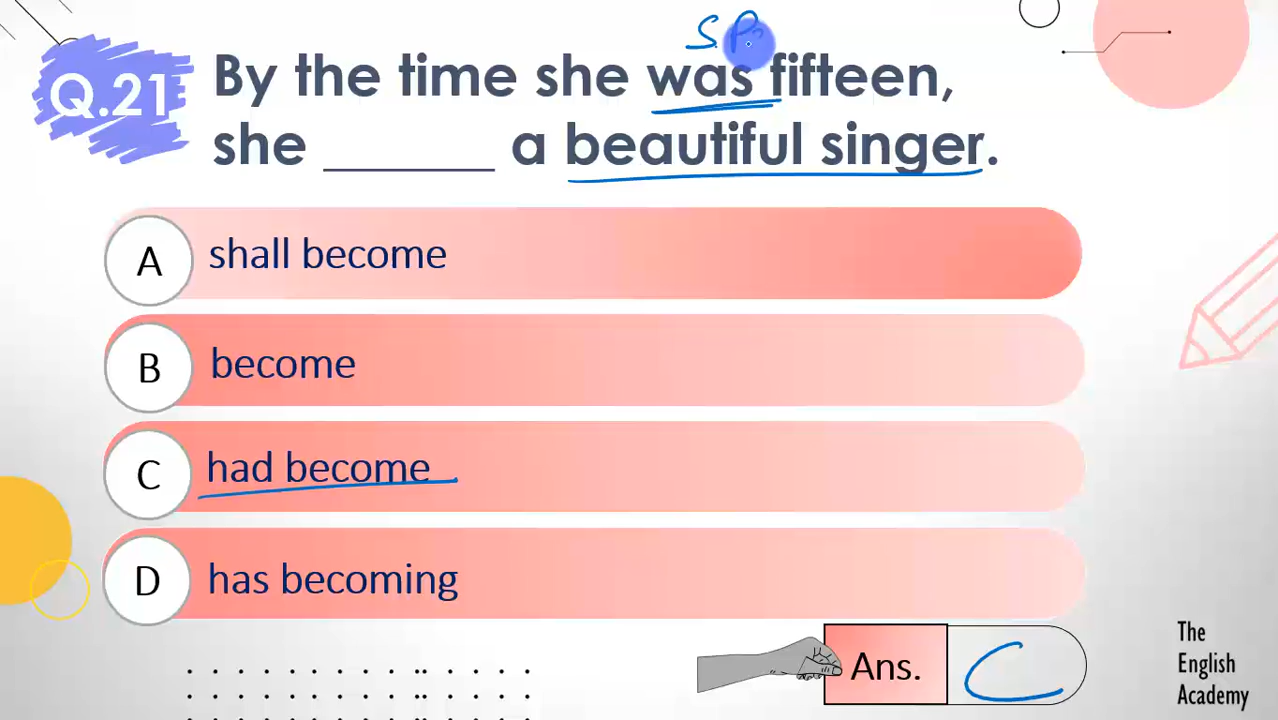 S.P.
Q.21
By the time she was fifteen,
she ______ a beautiful singer.
A
shall become
B
become
C
had become
D
has becoming
Ans.
C
The
English
Academy